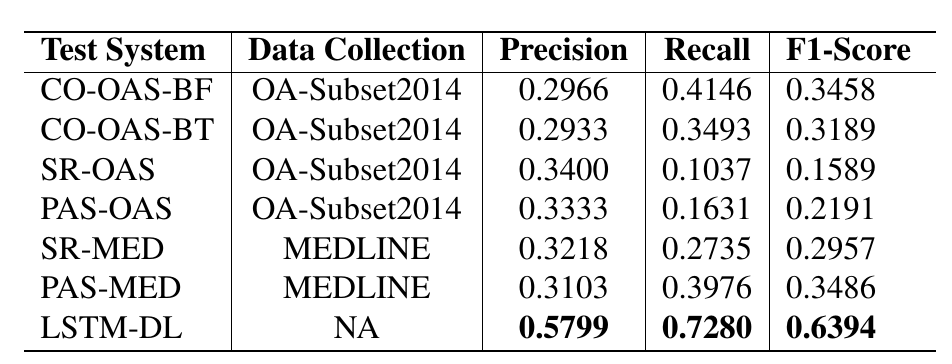 Test System Data Collection Precision Recall F1-Score
CO-OAS-BF OA-Subset2014 0.2966 0.4146 0.3458
CO-OAS-BT OA-Subset2014 0.2933 0.3493 0.3189
SR-OAS OA-Subset2014 0.3400 0.1037 0.1589
PAS-OAS OA-Subset2014 0.3333 0.1631 0.2191
SR-MED MEDLINE 0.3218 0.2735 0.2957
PAS-MED MEDLINE 0.3103 0.3976 0.3486
LSTM-DL NA 0.5799 0.7280 0.6394